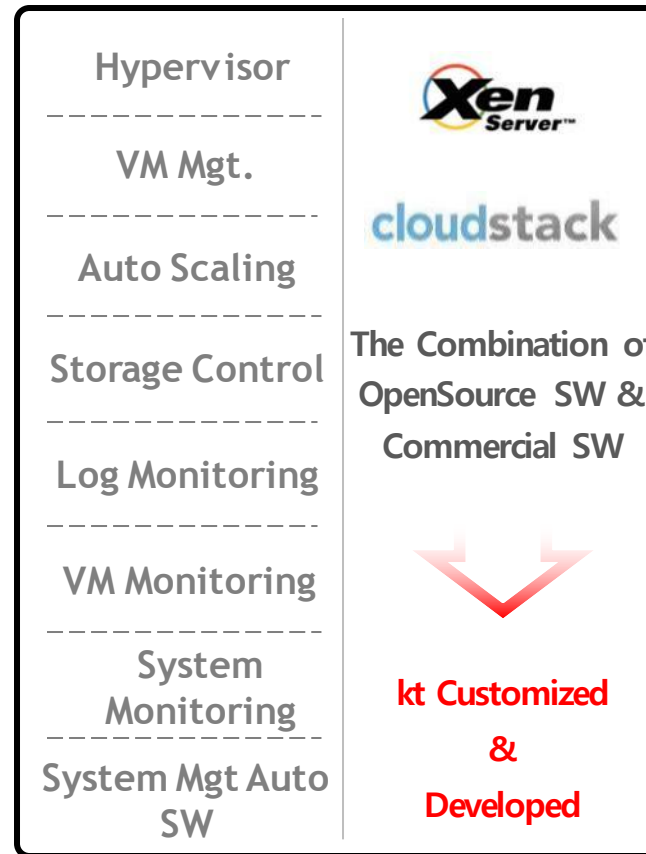 Hypervisor
VM Mgt.
Auto Scaling
Storage Control
Log Monitoring
VM Monitoring
System
Monitoring
System Mgt Auto
SW
Xen
Server™
cloudstack
The Combination of
OpenSource SW &
Commercial SW
kt Customized
&
Developed